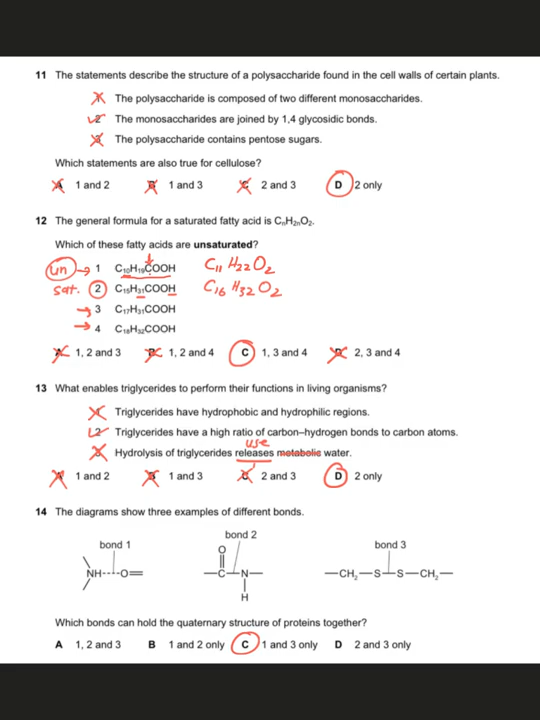 11 The statements describe the structure of a polysaccharide found in the cell walls of certain plants.
1 The polysaccharide is composed of two different monosaccharides.
2 The monosaccharides are joined by 1,4 glycosidic bonds.
3 The polysaccharide contains pentose sugars.
Which statements are also true for cellulose?
A 1 and 2 B 1 and 3 C 2 and 3 D 2 only
12 The general formula for a saturated fatty acid is CnH2nO2.
Which of these fatty acids are unsaturated?
un 1 C10H19COOH C11 H22 O2
sat. 2 C15H31COOH C16 H32 O2
3 C17H31COOH
4 C18H32COOH
A 1, 2 and 3 B 1, 2 and 4 C 1, 3 and 4 D 2, 3 and 4
13 What enables triglycerides to perform their functions in living organisms?
1 Triglycerides have hydrophobic and hydrophilic regions.
2 Triglycerides have a high ratio of carbon–hydrogen bonds to carbon atoms.
use
3 Hydrolysis of triglycerides releases metabolic water.
A 1 and 2 B 1 and 3 C 2 and 3 D 2 only
14 The diagrams show three examples of different bonds.
bond 1 bond 2 bond 3
O
NH----O C N CH2 S S CH2
H
Which bonds can hold the quaternary structure of proteins together?
A 1, 2 and 3 B 1 and 2 only C 1 and 3 only D 2 and 3 only